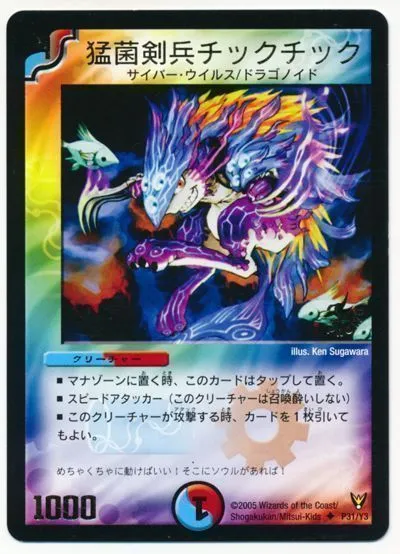 猛菌剣兵チックチック
サイバー・ウイルス/ドラゴノイド
illus. Ken Sugawara
クリーチャー
■ マナゾーンに置く時、このカードはタップして置く。
■ スピードアタッカー（このクリーチャーは召喚酔いしない）
■ このクリーチャーが攻撃する時、カードを1枚引いて
もよい。
めちゃくちゃに動けばいい！そこにソウルがあれば！
1000
©2005 Wizards of the Coast/
Shogakukan/Mitsui-Kids ◆ P31/Y3